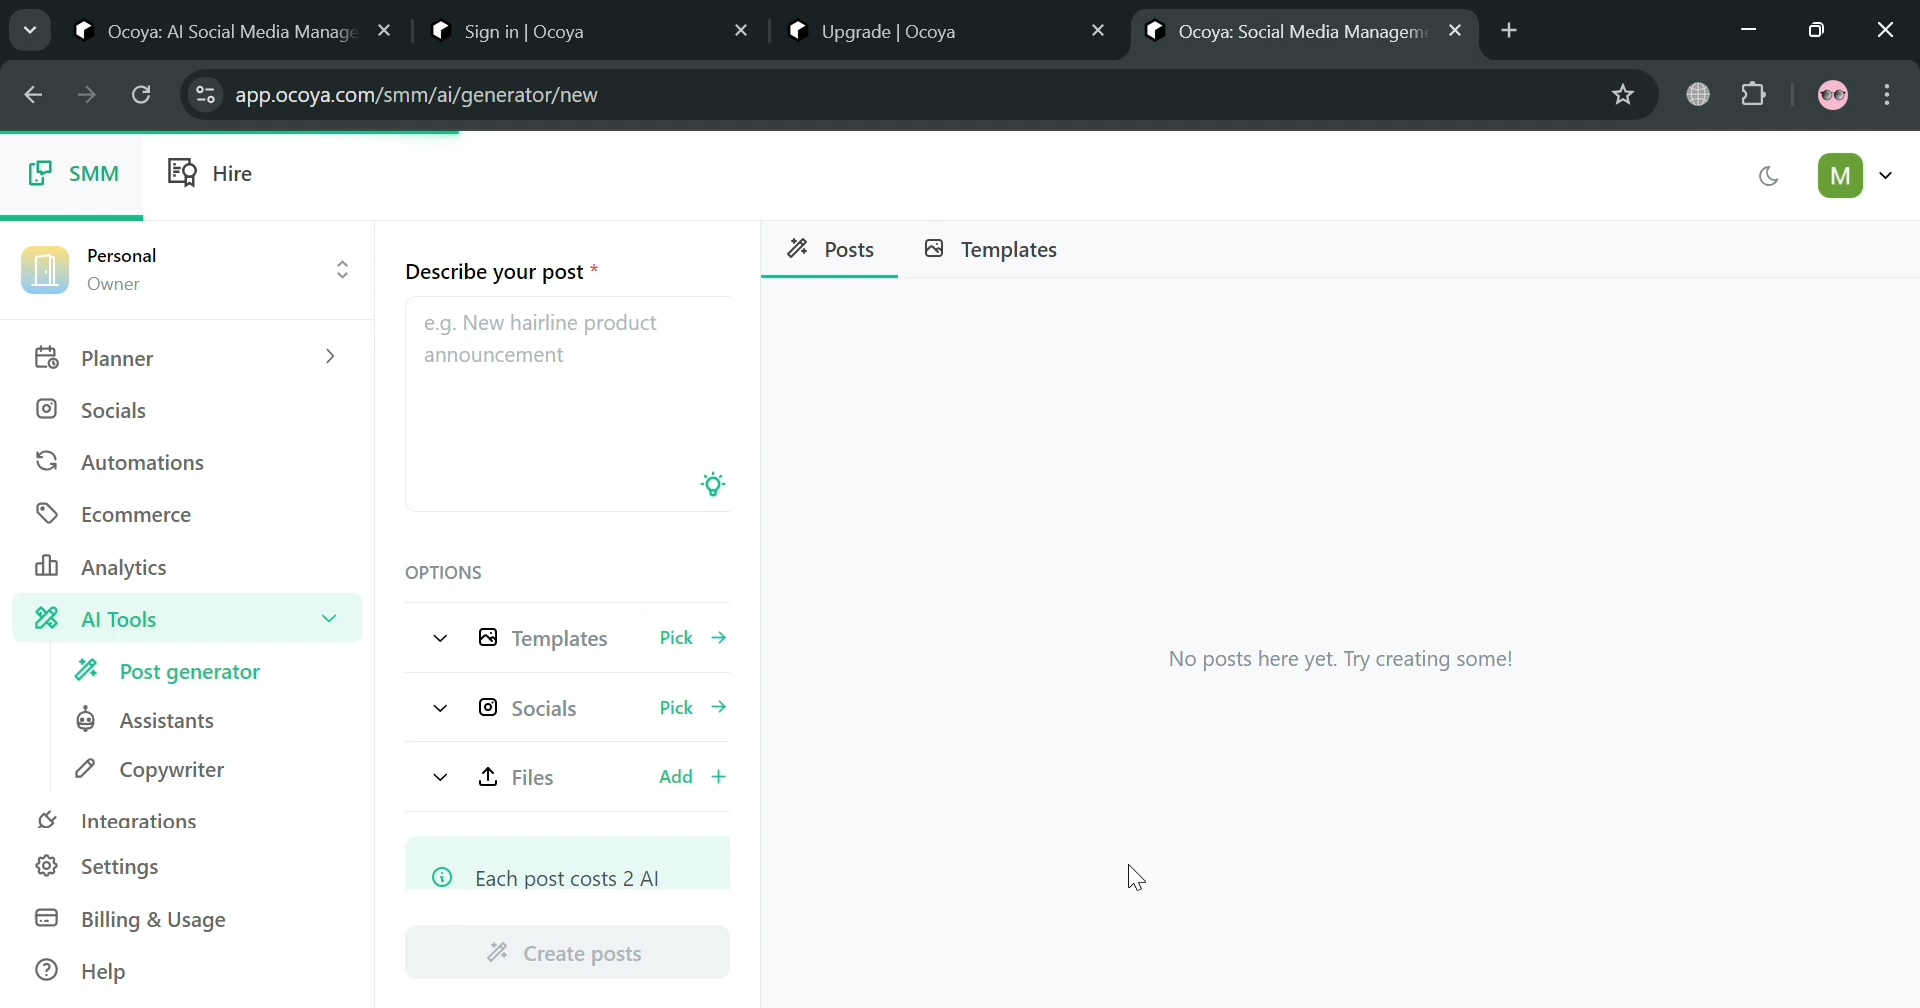 Ocoya: AI Social Media Manage
Sign in | Ocoya
Upgrade | Ocoya
Ocoya: Social Media Managem
app.ocoya.com/smm/ai/generator/new
SMM
Hire
M
Personal
Owner
Planner
Socials
Automations
Ecommerce
Analytics
AI Tools
Post generator
Assistants
Copywriter
Integrations
Settings
Billing & Usage
Help
Describe your post *
e.g. New hairline product
announcement
OPTIONS
Templates Pick
Socials Pick
Files Add
Each post costs 2 AI
Create posts
Posts
Templates
No posts here yet. Try creating some!